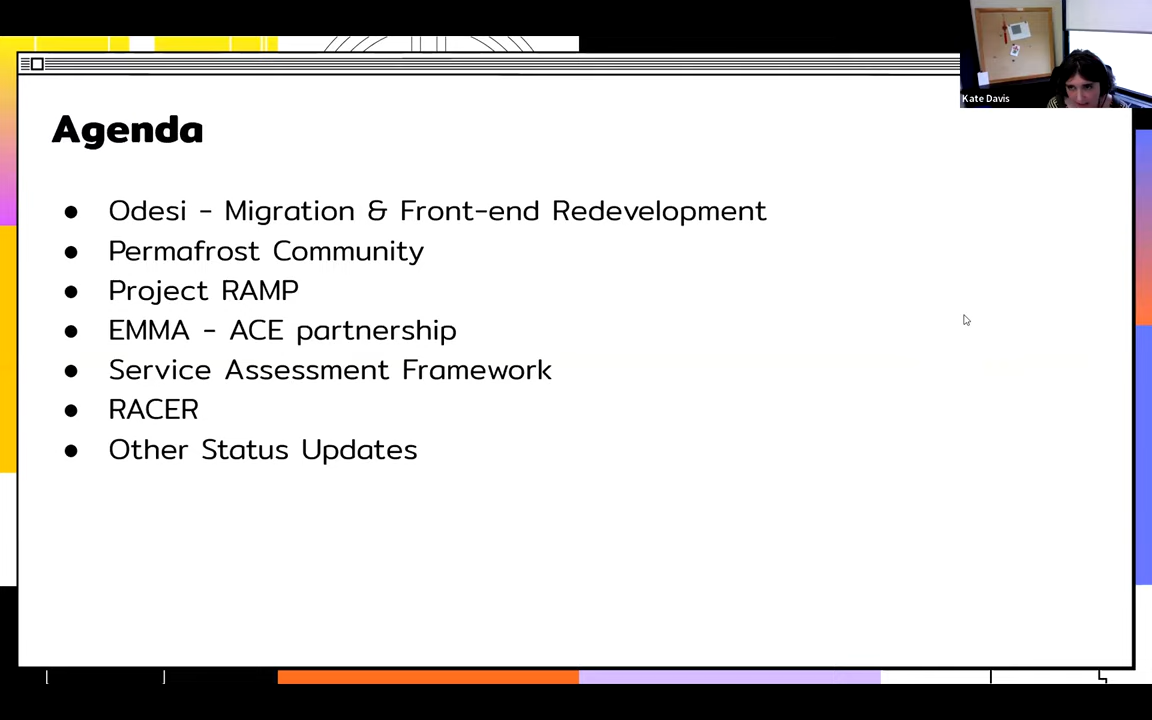 Kate Davis
Agenda
● Odesi - Migration & Front-end Redevelopment
● Permafrost Community
● Project RAMP
● EMMA - ACE partnership
● Service Assessment Framework
● RACER
● Other Status Updates